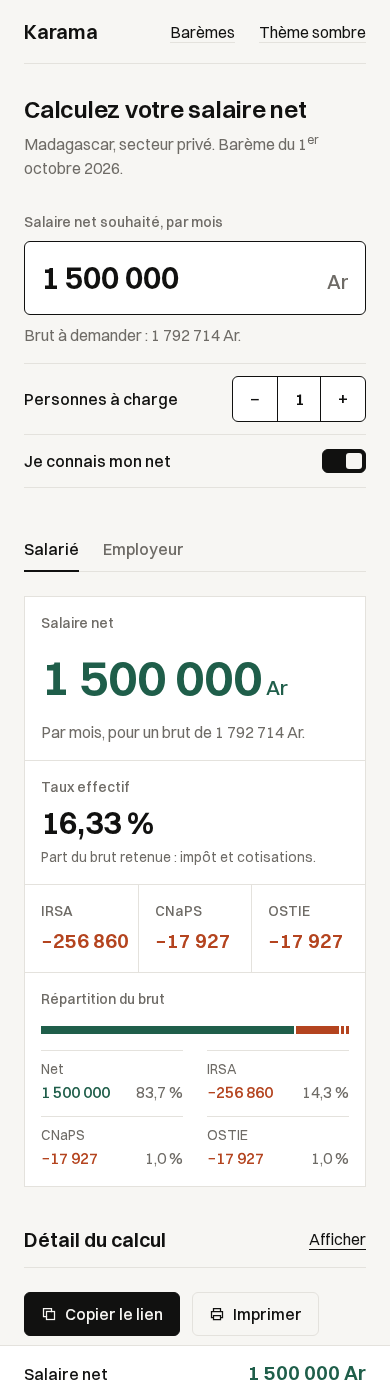 Karama
Barèmes
Thème sombre
Calculez votre salaire net
Madagascar, secteur privé. Barème du 1er
octobre 2026.
Salaire net souhaité, par mois
1 500 000 Ar
Brut à demander : 1 792 714 Ar.
Personnes à charge
− 1 +
Je connais mon net
Salarié
Employeur
Salaire net
1 500 000 Ar
Par mois, pour un brut de 1 792 714 Ar.
Taux effectif
16,33 %
Part du brut retenue : impôt et cotisations.
IRSA
−256 860
CNaPS
−17 927
OSTIE
−17 927
Répartition du brut
Net
1 500 000 83,7 %
IRSA
−256 860 14,3 %
CNaPS
−17 927 1,0 %
OSTIE
−17 927 1,0 %
Détail du calcul
Afficher
Copier le lien
Imprimer
Salaire net
1 500 000 Ar